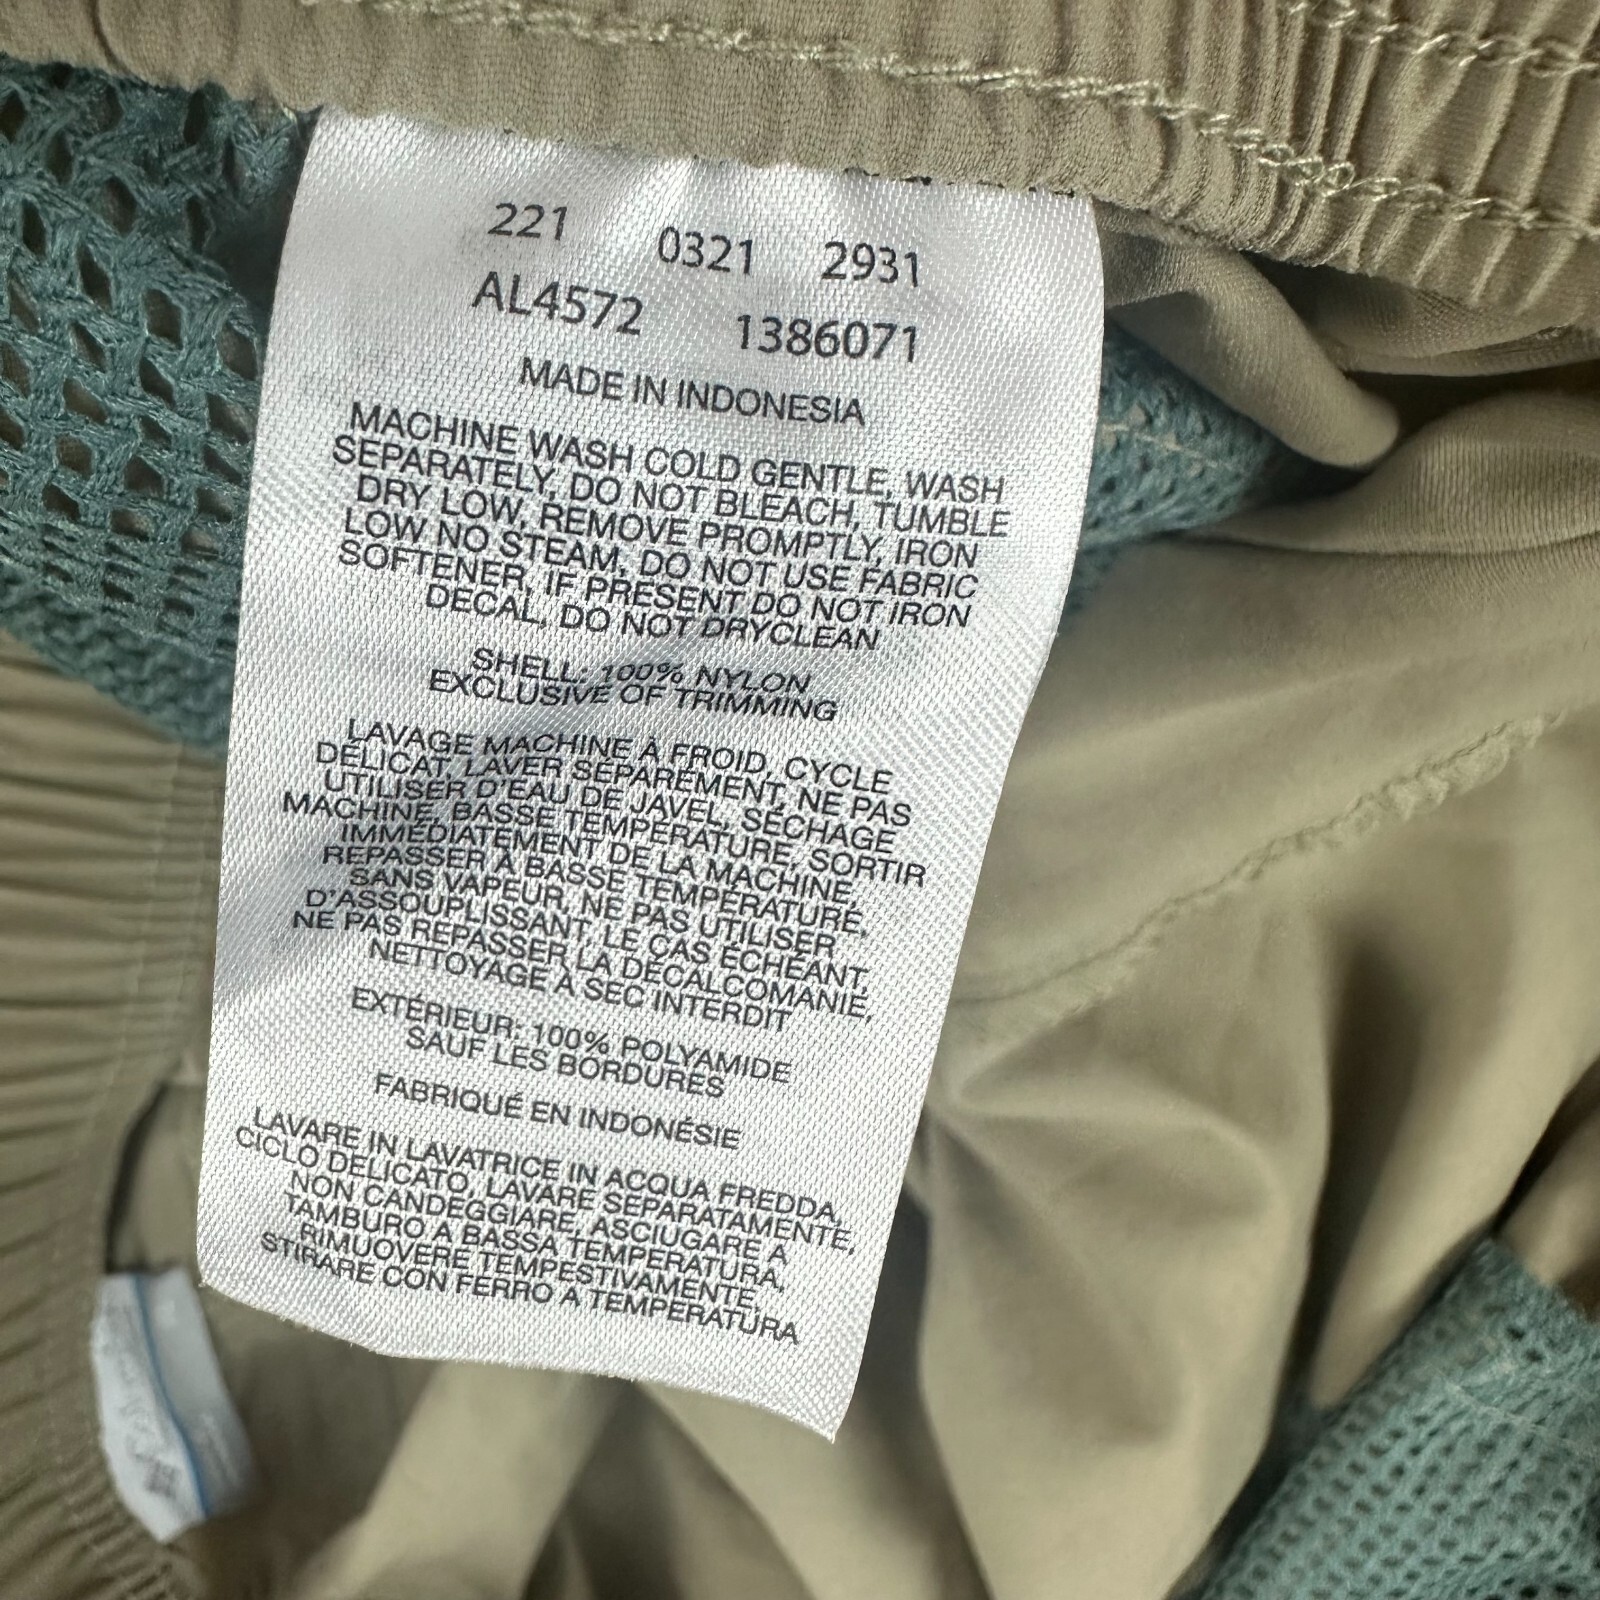 221 0321 2931
AL4572 1386071
MADE IN INDONESIA
MACHINE WASH COLD GENTLE, WASH
SEPARATELY, DO NOT BLEACH, TUMBLE
DRY LOW, REMOVE PROMPTLY, IRON
LOW NO STEAM, DO NOT USE FABRIC
SOFTENER, IF PRESENT DO NOT IRON
DECAL, DO NOT DRYCLEAN
SHELL: 100% NYLON
EXCLUSIVE OF TRIMMING
LAVAGE MACHINE À FROID, CYCLE
DÉLICAT, LAVER SÉPARÉMENT, NE PAS
UTILISER D'EAU DE JAVEL, SÉCHAGE
MACHINE, BASSE TEMPÉRATURE, SORTIR
IMMÉDIATEMENT DE LA MACHINE,
REPASSER À BASSE TEMPÉRATURE,
SANS VAPEUR, NE PAS UTILISER
D'ASSOUPLISSANT, LE CAS ÉCHÉANT,
NE PAS REPASSER LA DÉCALCOMANIE,
NETTOYAGE À SEC INTERDIT
EXTÉRIEUR: 100% POLYAMIDE
SAUF LES BORDURES
FABRIQUÉ EN INDONÉSIE
LAVARE IN LAVATRICE IN ACQUA FREDDA,
CICLO DELICATO, LAVARE SEPARATAMENTE,
NON CANDEGGIARE, ASCIUGARE A
TAMBURO A BASSA TEMPERATURA,
RIMUOVERE TEMPESTIVAMENTE,
STIRARE CON FERRO A TEMPERATURA